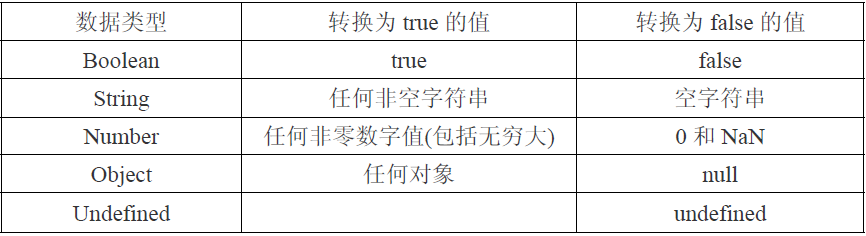 数据类型 转换为 true 的值 转换为 false 的值
Boolean true false
String 任何非空字符串 空字符串
Number 任何非零数字值(包括无穷大) 0 和 NaN
Object 任何对象 null
Undefined undefined